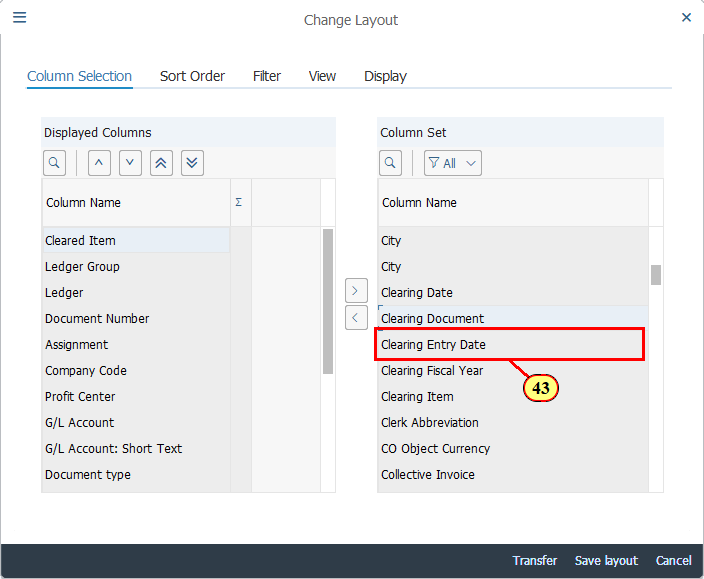 Change Layout
Column Selection Sort Order Filter View Display
Displayed Columns
Column Name Σ
Cleared Item
Ledger Group
Ledger
Document Number
Assignment
Company Code
Profit Center
G/L Account
G/L Account: Short Text
Document type
Column Set
All
Column Name
City
City
Clearing Date
Clearing Document
Clearing Entry Date
Clearing Fiscal Year
43
Clearing Item
Clerk Abbreviation
CO Object Currency
Collective Invoice
Transfer Save layout Cancel